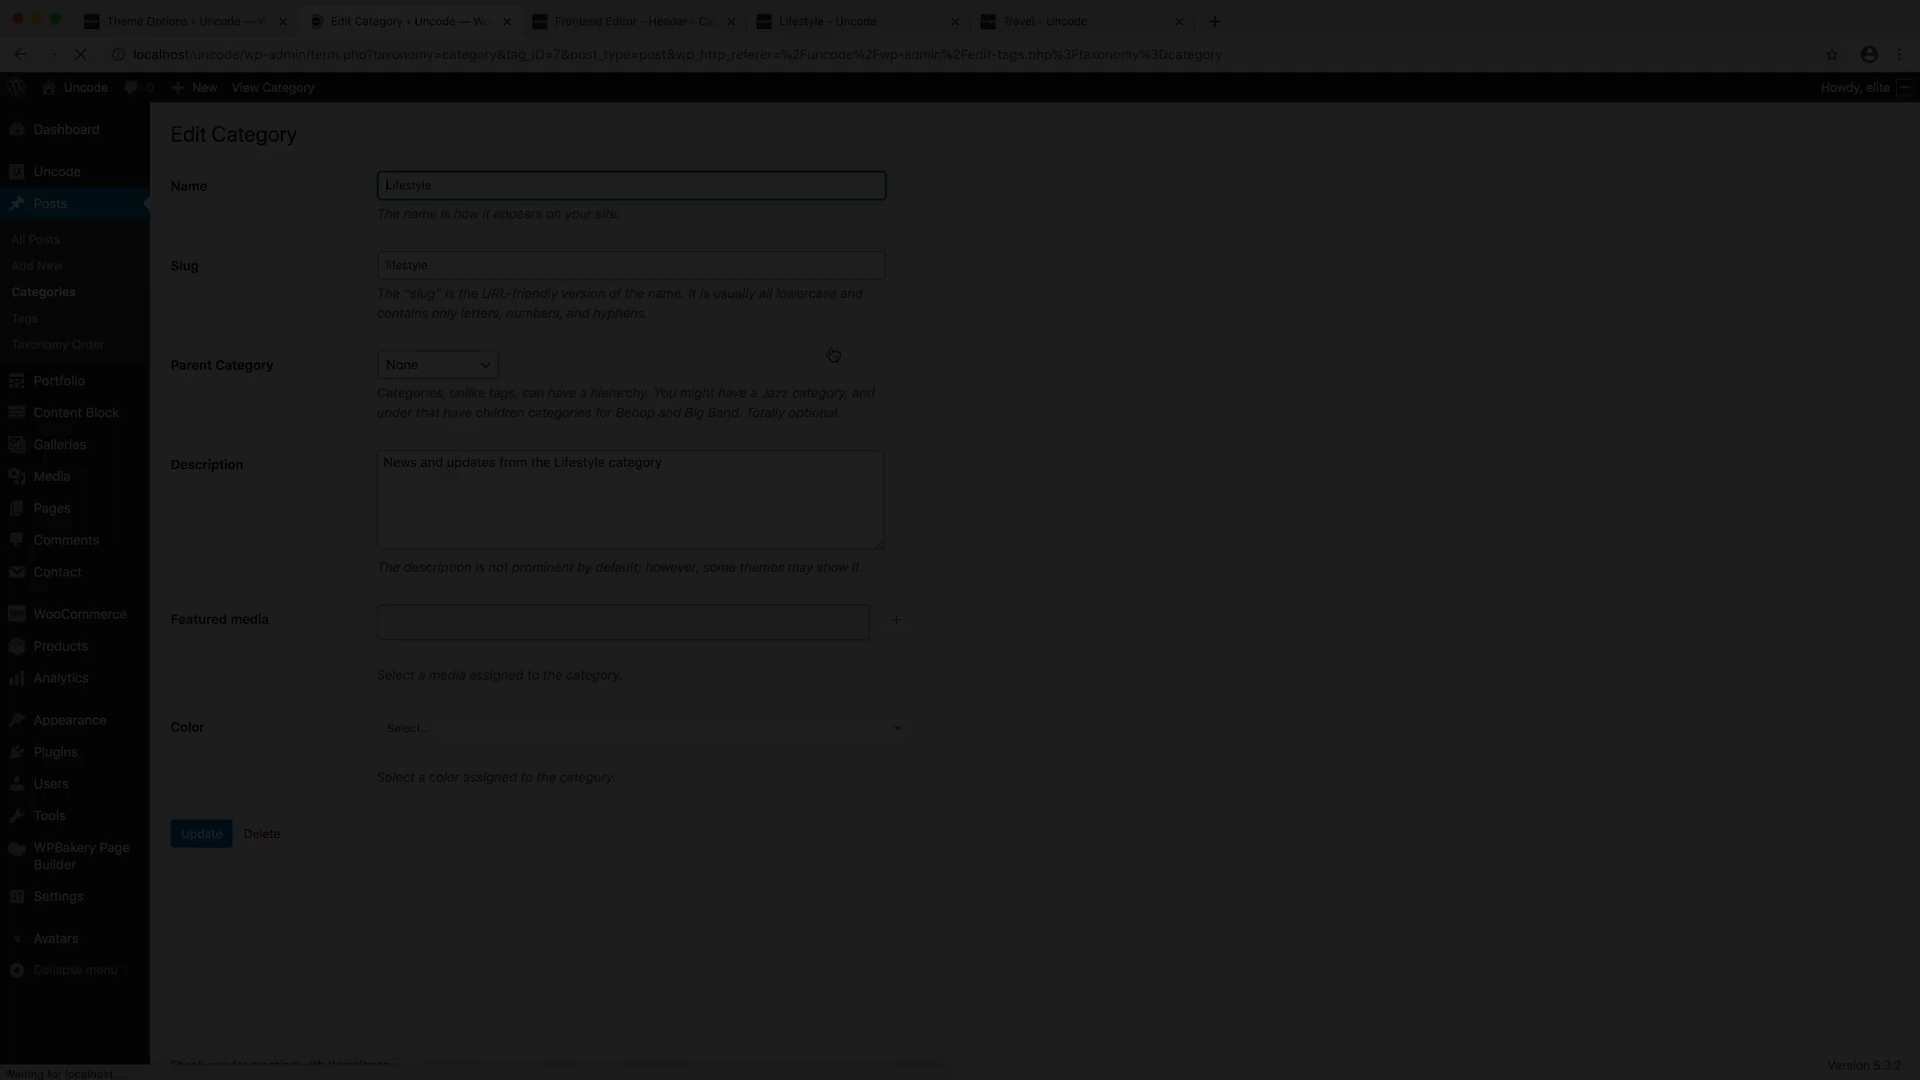 Theme Options ‹ Uncode — W
Edit Category ‹ Uncode — Wo
Frontend Editor - Header - Ca
Lifestyle - Uncode
Travel - Uncode
localhost/uncode/wp-admin/term.php?taxonomy=category&tag_ID=7&post_type=post&wp_http_referer=%2Funcode%2Fwp-admin%2Fedit-tags.php%3Ftaxonomy%3Dcategory
Uncode
0
New
View Category
Howdy, elite
Dashboard
Uncode
Posts
All Posts
Add New
Categories
Tags
Taxonomy Order
Portfolio
Content Block
Galleries
Media
Pages
Comments
Contact
WooCommerce
Products
Analytics
Appearance
Plugins
Users
Tools
WPBakery Page
Builder
Settings
Avatars
Collapse menu
Edit Category
Name
Lifestyle
The name is how it appears on your site.
Slug
lifestyle
The "slug" is the URL-friendly version of the name. It is usually all lowercase and
contains only letters, numbers, and hyphens.
Parent Category
None
Categories, unlike tags, can have a hierarchy. You might have a Jazz category, and
under that have children categories for Bebop and Big Band. Totally optional.
Description
News and updates from the Lifestyle category
The description is not prominent by default; however, some themes may show it.
Featured media
Select a media assigned to the category.
Color
Select...
Select a color assigned to the category.
Update
Delete
Version 5.3.2
Waiting for localhost...